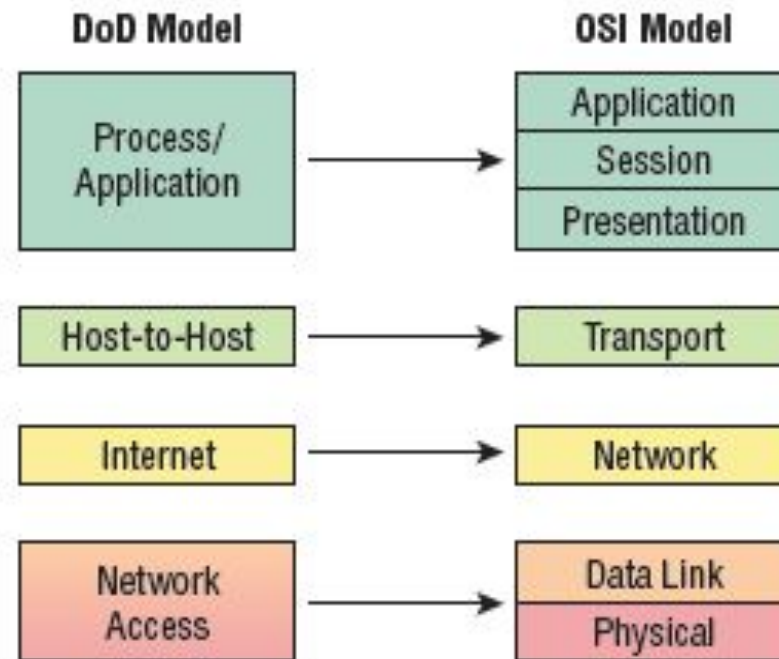 DoD Model
OSI Model
Process/
Application
Application
Session
Presentation
Host-to-Host
Transport
Internet
Network
Network
Access
Data Link
Physical